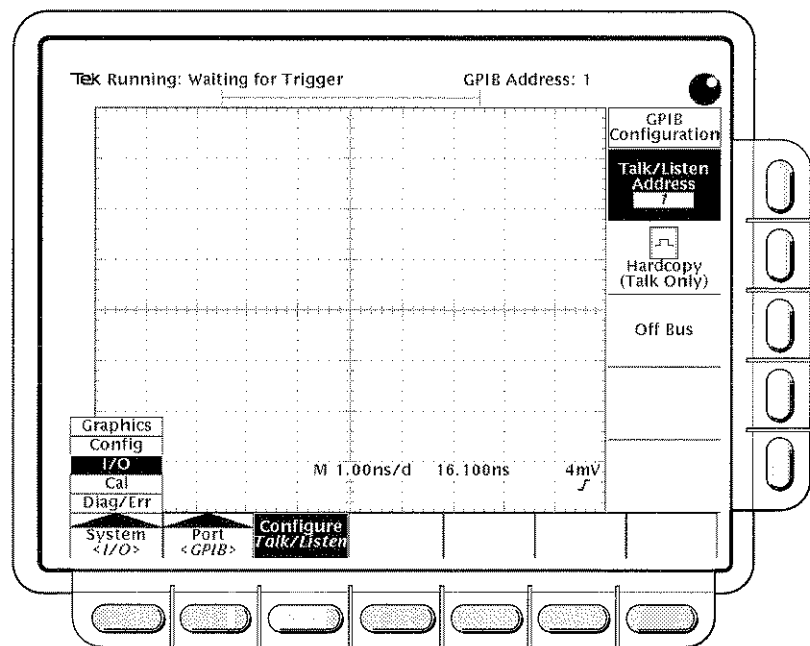 Tek Running: Waiting for Trigger
GPIB Address: 1
GPIB
Configuration
Talk/Listen
Address
1
Hardcopy
(Talk Only)
Off Bus
Graphics
Config
I/O
Cal
Diag/Err
M 1.00ns/d 16.100ns 4mV
System
<I/O>
Port
<GPIB>
Configure
Talk/Listen